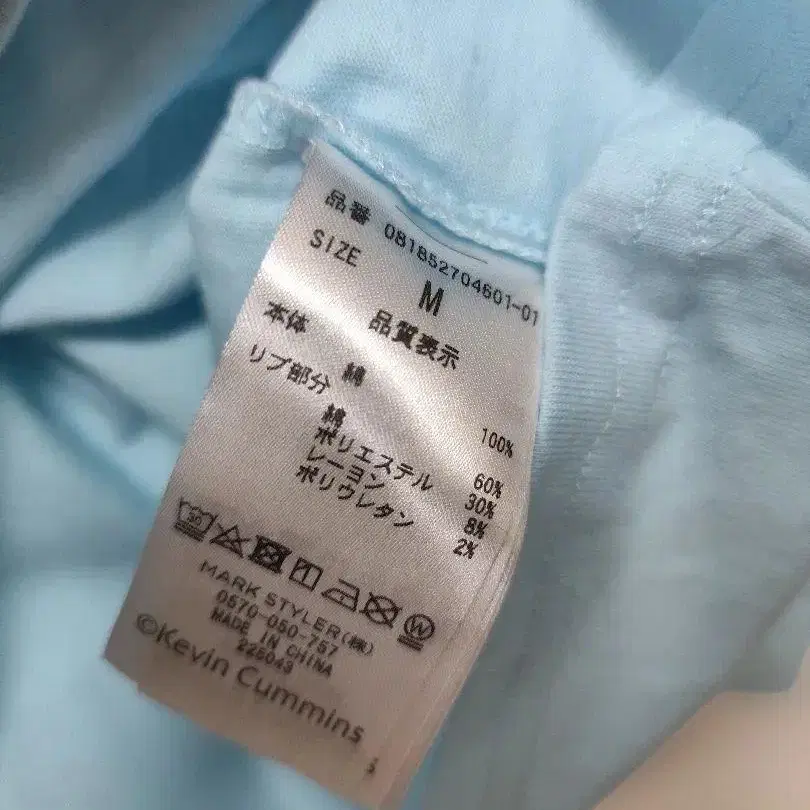 品番 081852704601-01
SIZE M
品質表示
本体 綿 100%
リブ部分
綿 60%
ポリエステル 30%
レーヨン 8%
ポリウレタン 2%
30
W
MARK STYLER(株)
0570-050-757
MADE IN CHINA
225043
©Kevin Cummins